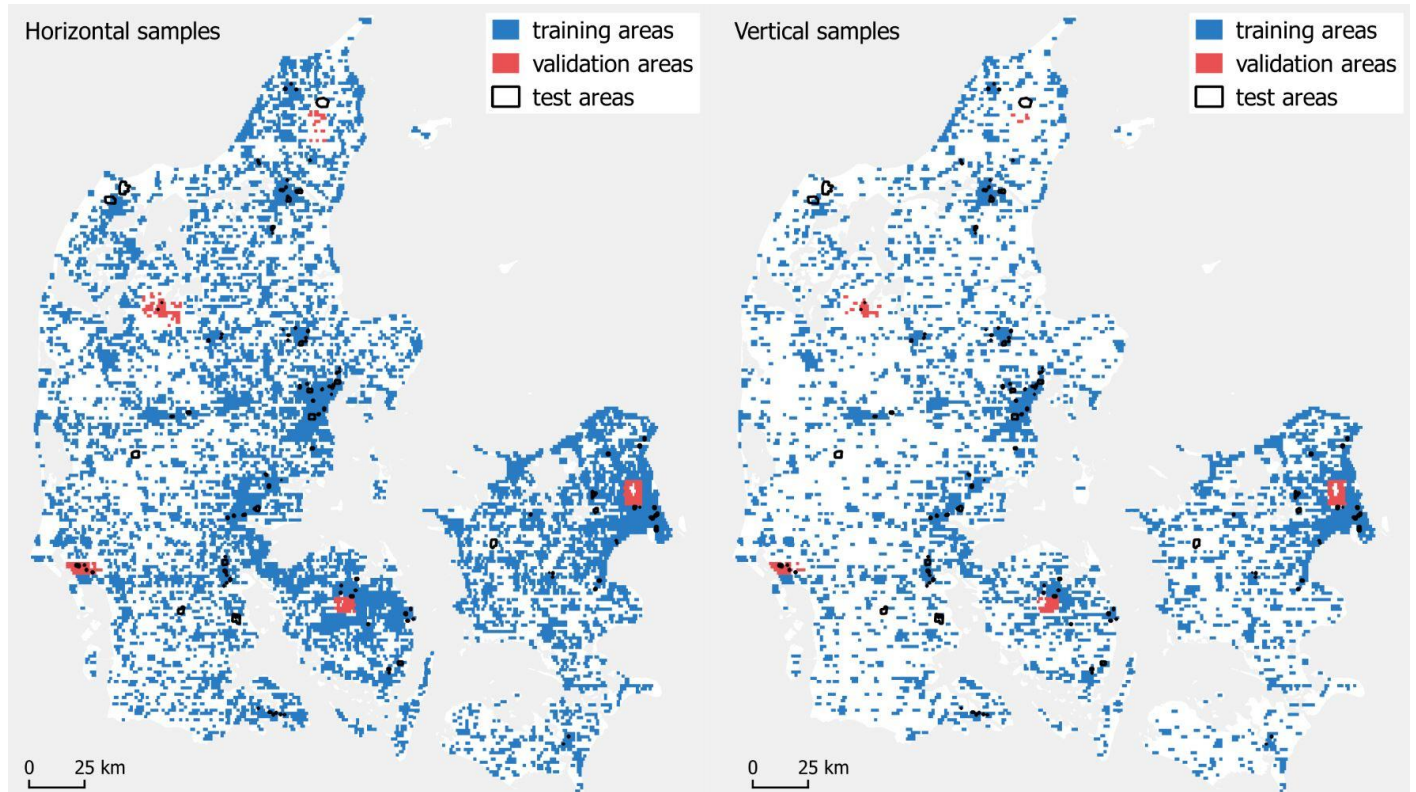 Horizontal samples
training areas
validation areas
test areas
0 25 km
Vertical samples
training areas
validation areas
test areas
0 25 km